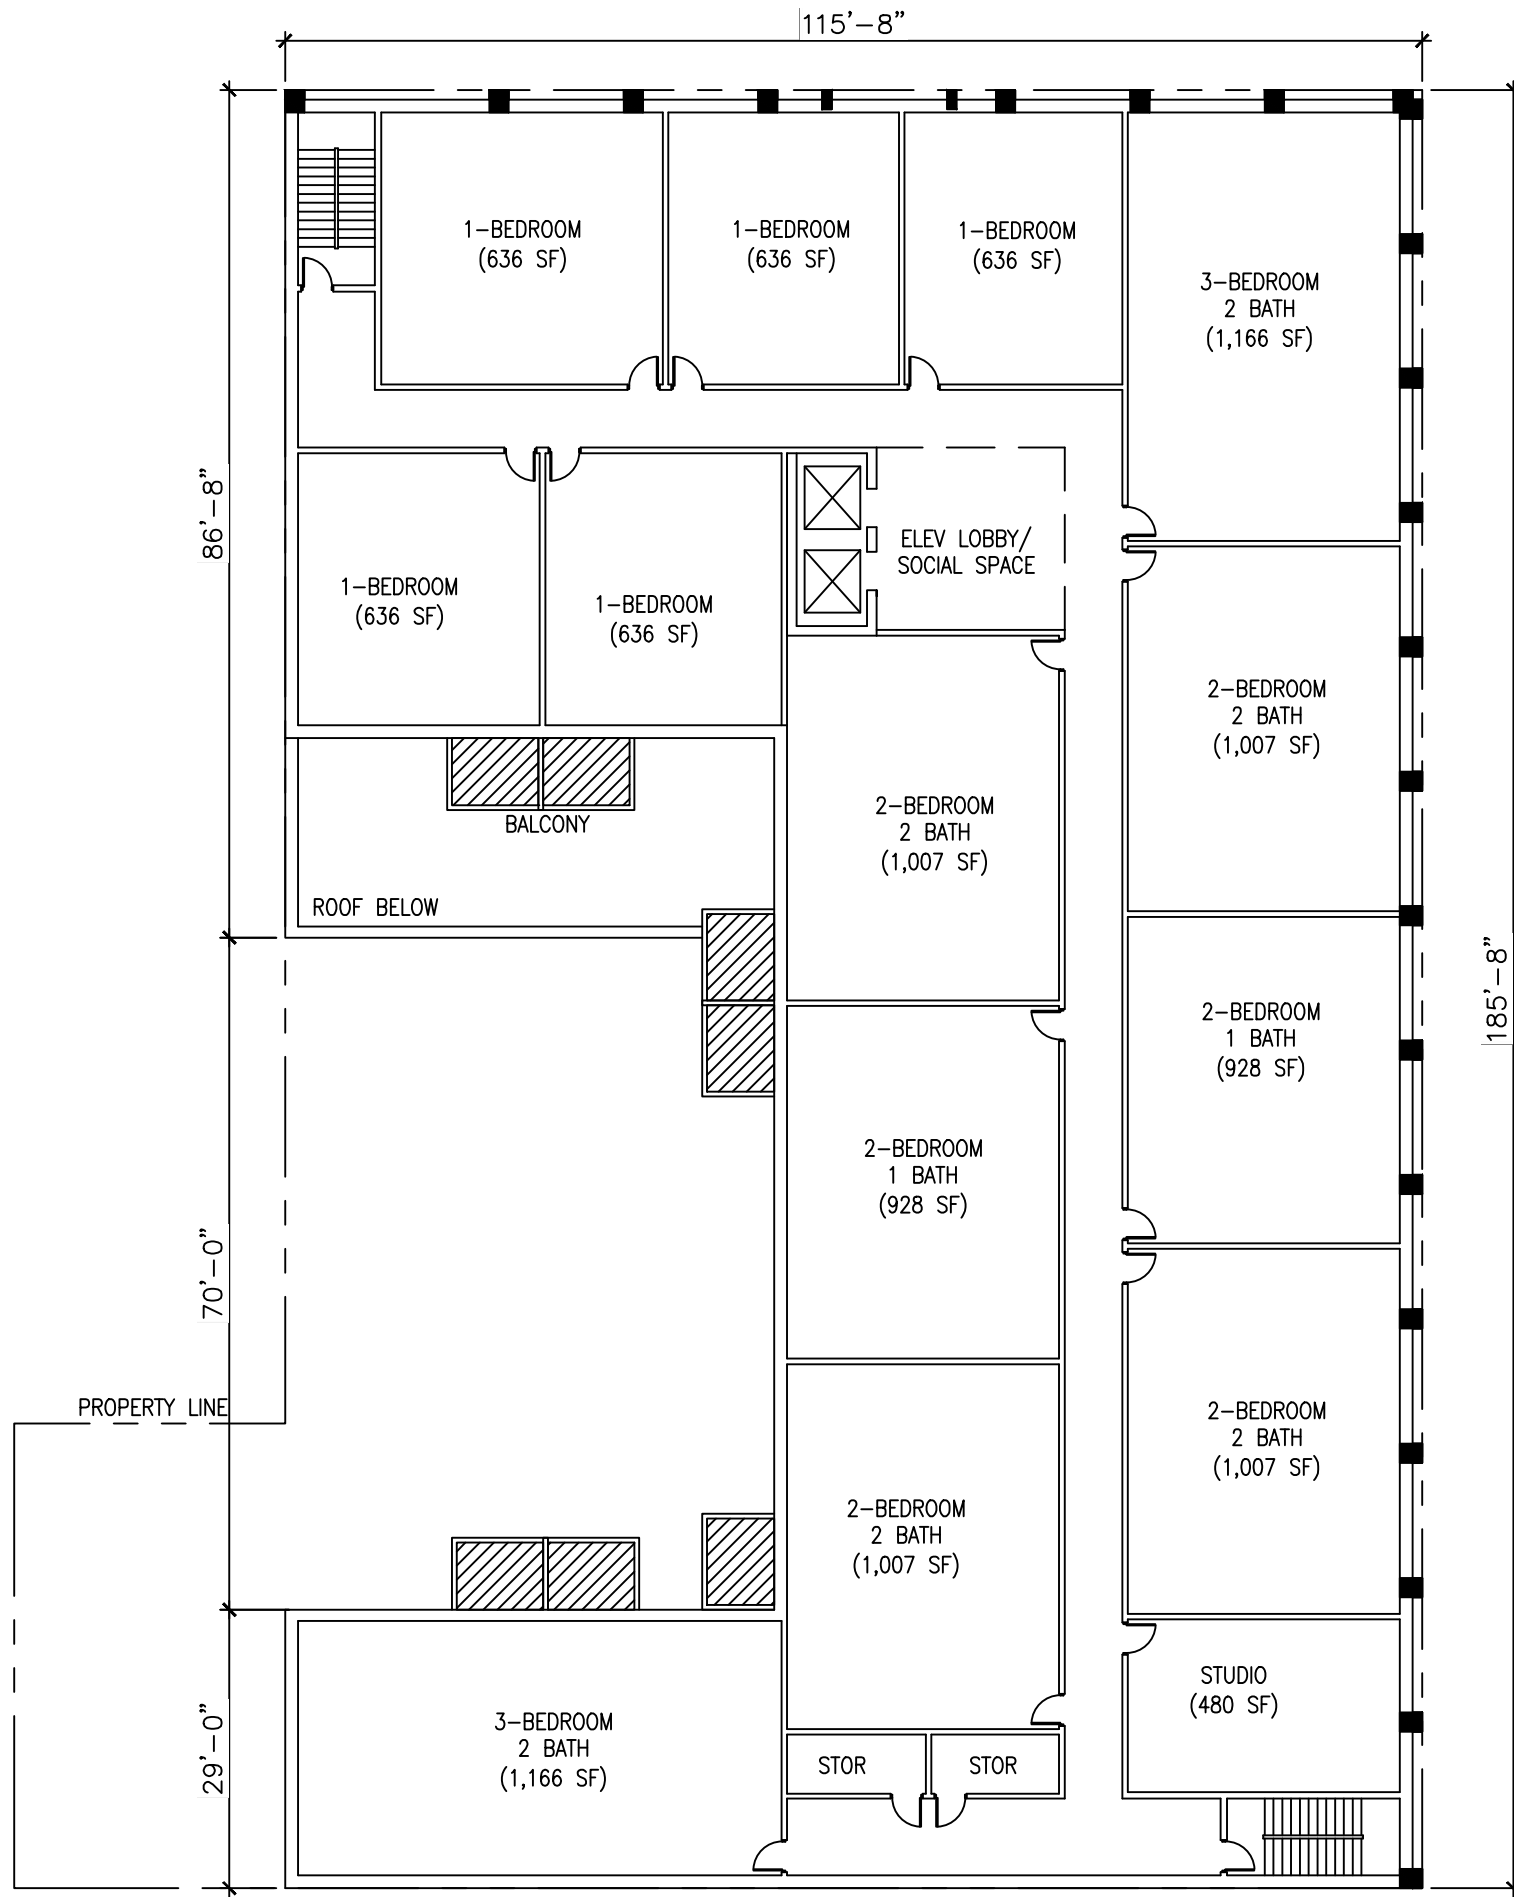 115'-8"
1-BEDROOM
(636 SF)
1-BEDROOM
(636 SF)
1-BEDROOM
(636 SF)
3-BEDROOM
2 BATH
(1,166 SF)
86'-8"
1-BEDROOM
(636 SF)
1-BEDROOM
(636 SF)
ELEV LOBBY/
SOCIAL SPACE
2-BEDROOM
2 BATH
(1,007 SF)
2-BEDROOM
2 BATH
(1,007 SF)
BALCONY
ROOF BELOW
2-BEDROOM
1 BATH
(928 SF)
185'-8"
2-BEDROOM
1 BATH
(928 SF)
70'-0"
PROPERTY LINE
2-BEDROOM
2 BATH
(1,007 SF)
2-BEDROOM
2 BATH
(1,007 SF)
STUDIO
(480 SF)
29'-0"
3-BEDROOM
2 BATH
(1,166 SF)
STOR
STOR